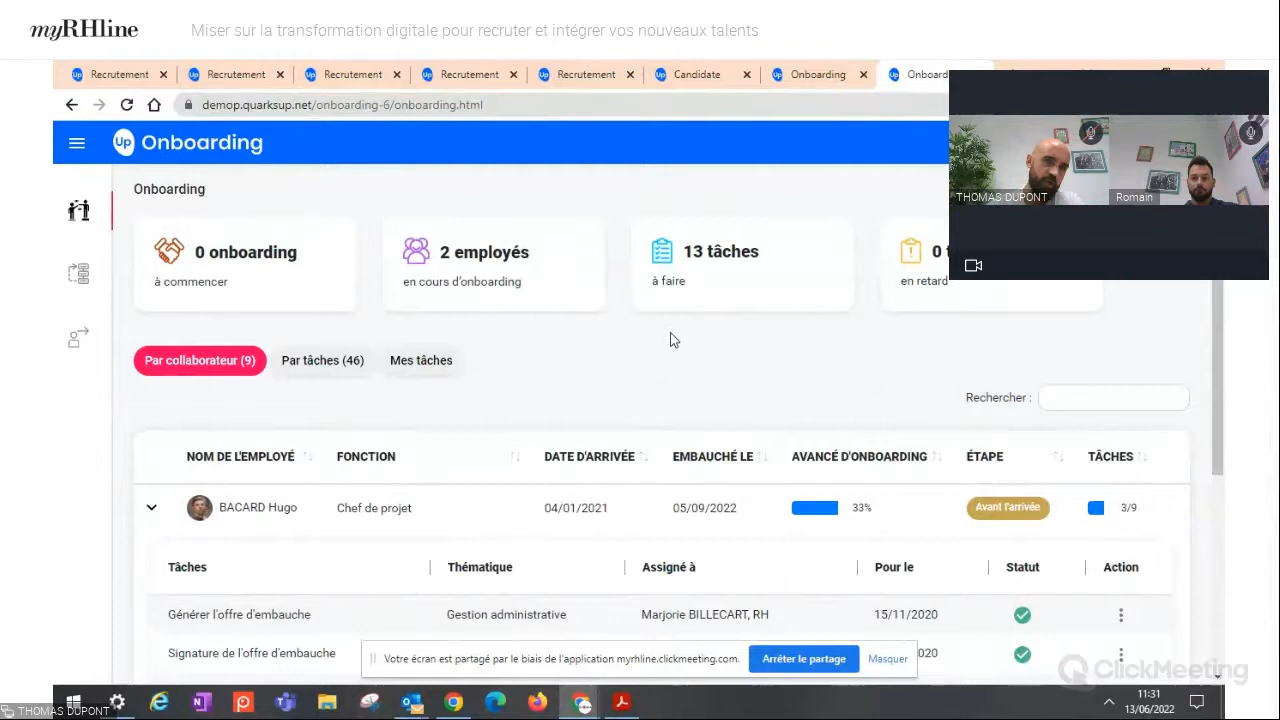 myRHline
Miser sur la transformation digitale pour recruter et intégrer vos nouveaux talents
Recrutement
Recrutement
Recrutement
Recrutement
Recrutement
Candidate
Onboarding
Onboard
demop.quarksup.net/onboarding-6/onboarding.html
Up Onboarding
THOMAS DUPONT
Romain
Onboarding
0 onboarding
à commencer
2 employés
en cours d'onboarding
13 tâches
à faire
0 t
en retard
Par collaborateur (9)
Par tâches (46)
Mes tâches
Rechercher :
NOM DE L'EMPLOYÉ FONCTION DATE D'ARRIVÉE EMBAUCHÉ LE AVANCÉ D'ONBOARDING ÉTAPE TÂCHES
BACARD Hugo Chef de projet 04/01/2021 05/09/2022 33% Avant l'arrivée 3/9
Tâches Thématique Assigné à Pour le Statut Action
Générer l'offre d'embauche Gestion administrative Marjorie BILLECART, RH 15/11/2020
Signature de l'offre d'embauche 020
Votre écran est partagé par le biais de l'application myrhline.clickmeeting.com. Arrêter le partage Masquer
ClickMeeting
11:31
13/06/2022
THOMAS DUPONT